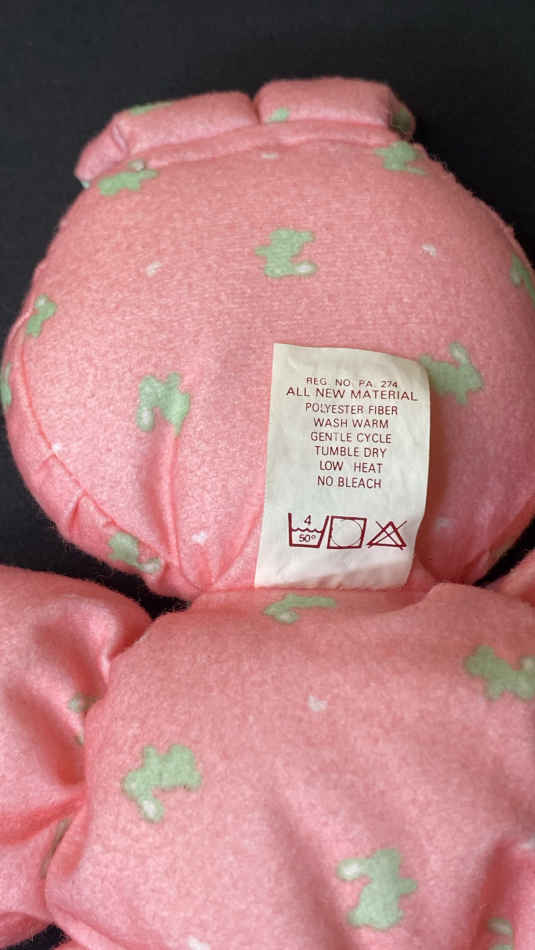 REG. NO. PA. 274
ALL NEW MATERIAL
POLYESTER FIBER
WASH WARM
GENTLE CYCLE
TUMBLE DRY
LOW HEAT
NO BLEACH
4
50°